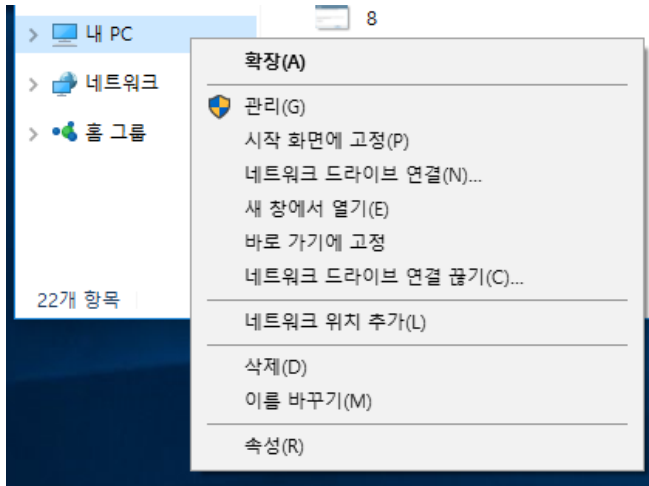 내 PC
네트워크
홈 그룹
22개 항목
8
확장(A)
관리(G)
시작 화면에 고정(P)
네트워크 드라이브 연결(N)...
새 창에서 열기(E)
바로 가기에 고정
네트워크 드라이브 연결 끊기(C)...
네트워크 위치 추가(L)
삭제(D)
이름 바꾸기(M)
속성(R)